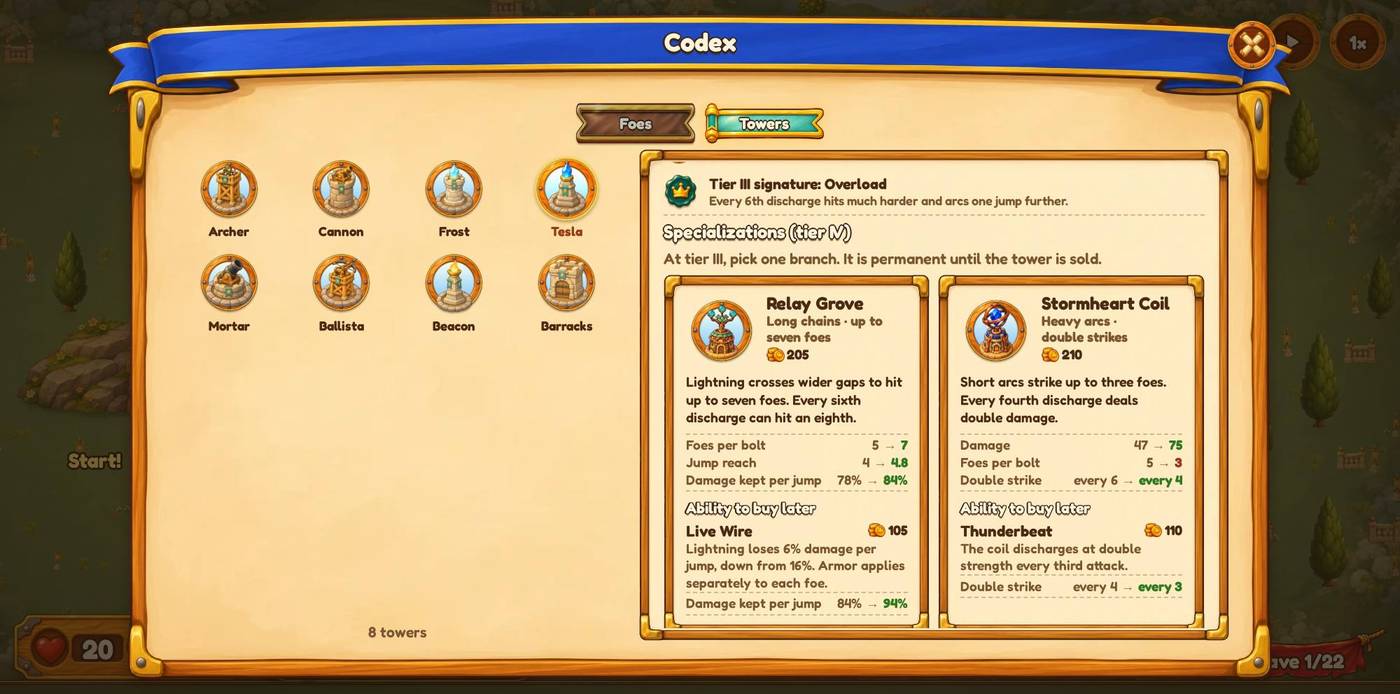 Codex
1x
Foes
Towers
Archer
Cannon
Frost
Tesla
Mortar
Ballista
Beacon
Barracks
8 towers
Tier III signature: Overload
Every 6th discharge hits much harder and arcs one jump further.
Specializations (tier IV)
At tier III, pick one branch. It is permanent until the tower is sold.
Relay Grove
Long chains · up to
seven foes
205
Lightning crosses wider gaps to hit
up to seven foes. Every sixth
discharge can hit an eighth.
Foes per bolt 5 → 7
Jump reach 4 → 4.8
Damage kept per jump 78% → 84%
Ability to buy later
Live Wire 105
Lightning loses 6% damage per
jump, down from 16%. Armor applies
separately to each foe.
Damage kept per jump 84% → 94%
Stormheart Coil
Heavy arcs ·
double strikes
210
Short arcs strike up to three foes.
Every fourth discharge deals
double damage.
Damage 47 → 75
Foes per bolt 5 → 3
Double strike every 6 → every 4
Ability to buy later
Thunderbeat 110
The coil discharges at double
strength every third attack.
Double strike every 4 → every 3
Start!
20
ave 1/22